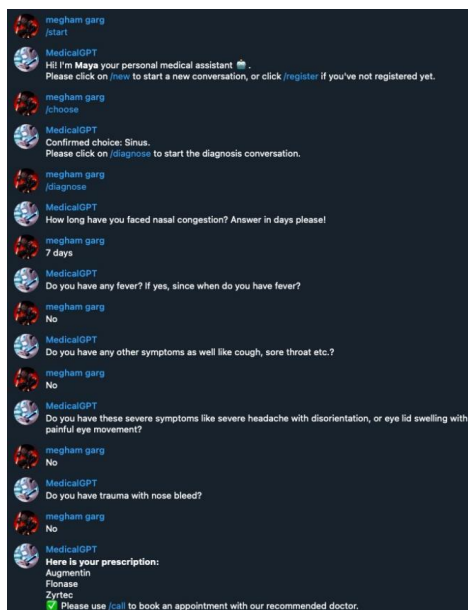 megham garg
/start
MedicalGPT
Hi! I'm Maya your personal medical assistant 🤖 .
Please click on /new to start a new conversation, or click /register if you've not registered yet.
megham garg
/choose
MedicalGPT
Confirmed choice: Sinus.
Please click on /diagnose to start the diagnosis conversation.
megham garg
/diagnose
MedicalGPT
How long have you faced nasal congestion? Answer in days please!
megham garg
7 days
MedicalGPT
Do you have any fever? If yes, since when do you have fever?
megham garg
No
MedicalGPT
Do you have any other symptoms as well like cough, sore throat etc.?
megham garg
No
MedicalGPT
Do you have these severe symptoms like severe headache with disorientation, or eye lid swelling with
painful eye movement?
megham garg
No
MedicalGPT
Do you have trauma with nose bleed?
megham garg
No
MedicalGPT
Here is your prescription:
Augmentin
Flonase
Zyrtec
✅ Please use /call to book an appointment with our recommended doctor.